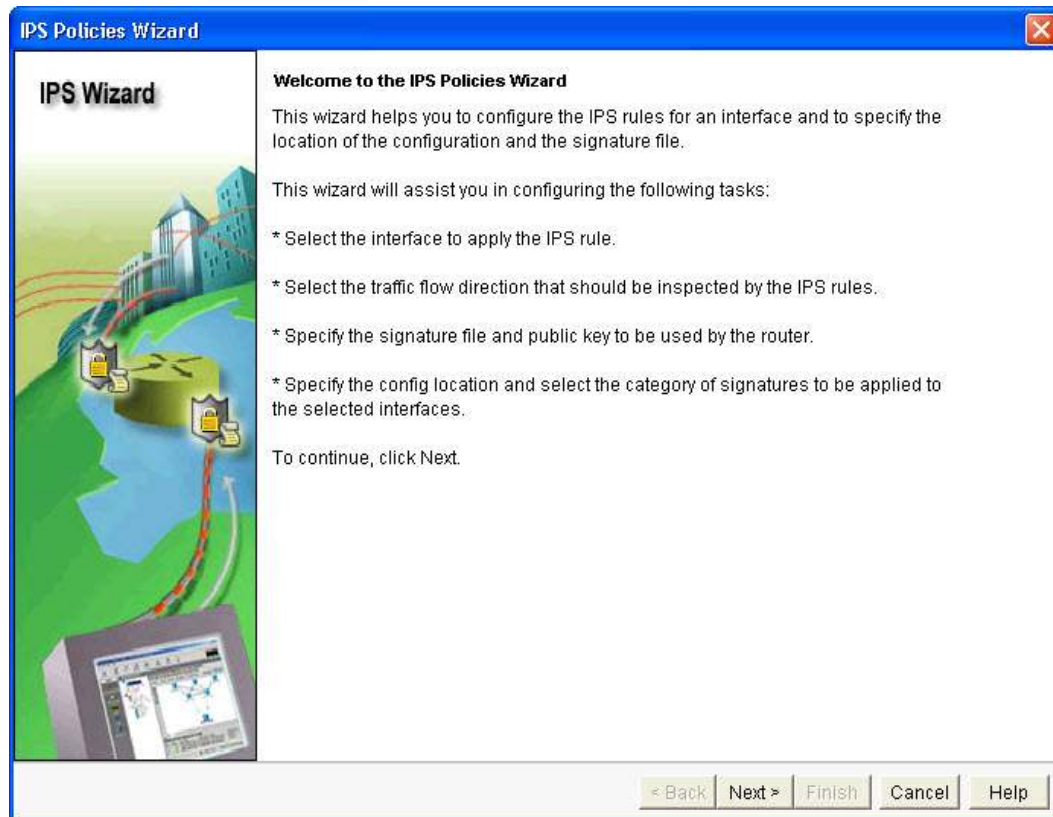 IPS Policies Wizard
IPS Wizard
Welcome to the IPS Policies Wizard
This wizard helps you to configure the IPS rules for an interface and to specify the
location of the configuration and the signature file.
This wizard will assist you in configuring the following tasks:
* Select the interface to apply the IPS rule.
* Select the traffic flow direction that should be inspected by the IPS rules.
* Specify the signature file and public key to be used by the router.
* Specify the config location and select the category of signatures to be applied to
the selected interfaces.
To continue, click Next.
< Back Next > Finish Cancel Help